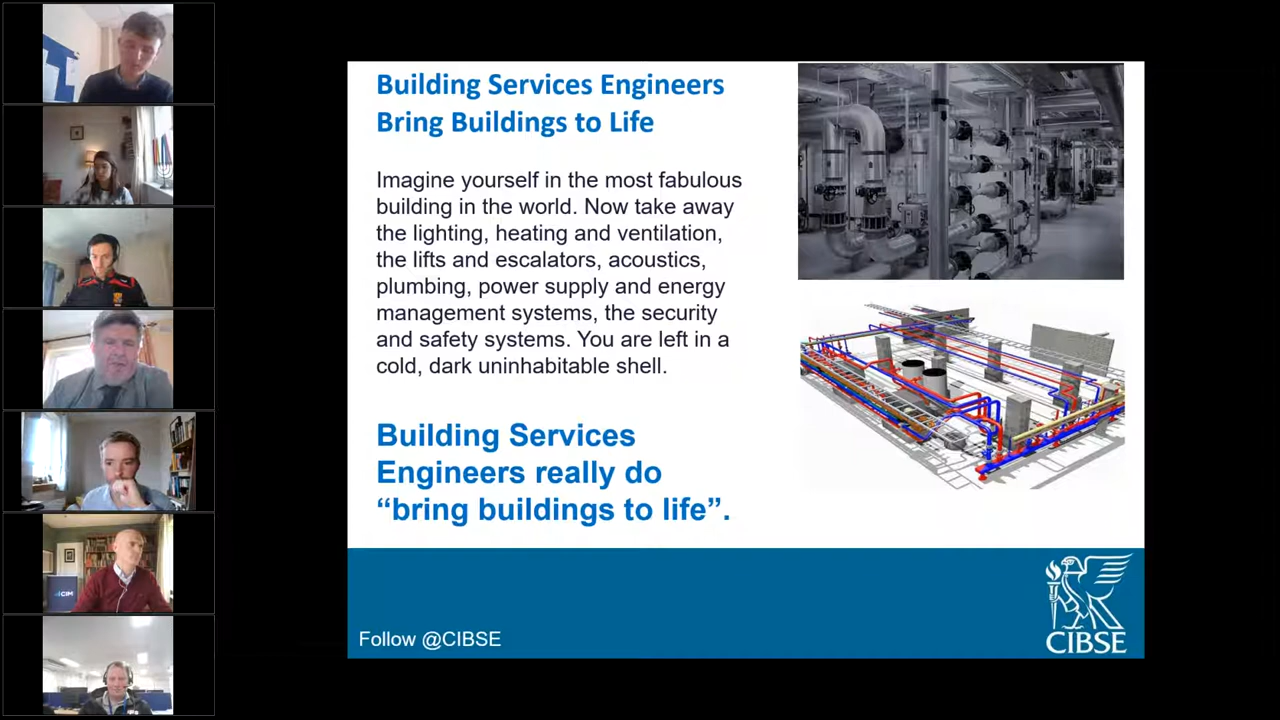 Building Services Engineers
Bring Buildings to Life
Imagine yourself in the most fabulous
building in the world. Now take away
the lighting, heating and ventilation,
the lifts and escalators, acoustics,
plumbing, power supply and energy
management systems, the security
and safety systems. You are left in a
cold, dark uninhabitable shell.
Building Services
Engineers really do
“bring buildings to life”.
Follow @CIBSE
CIBSE
CIM